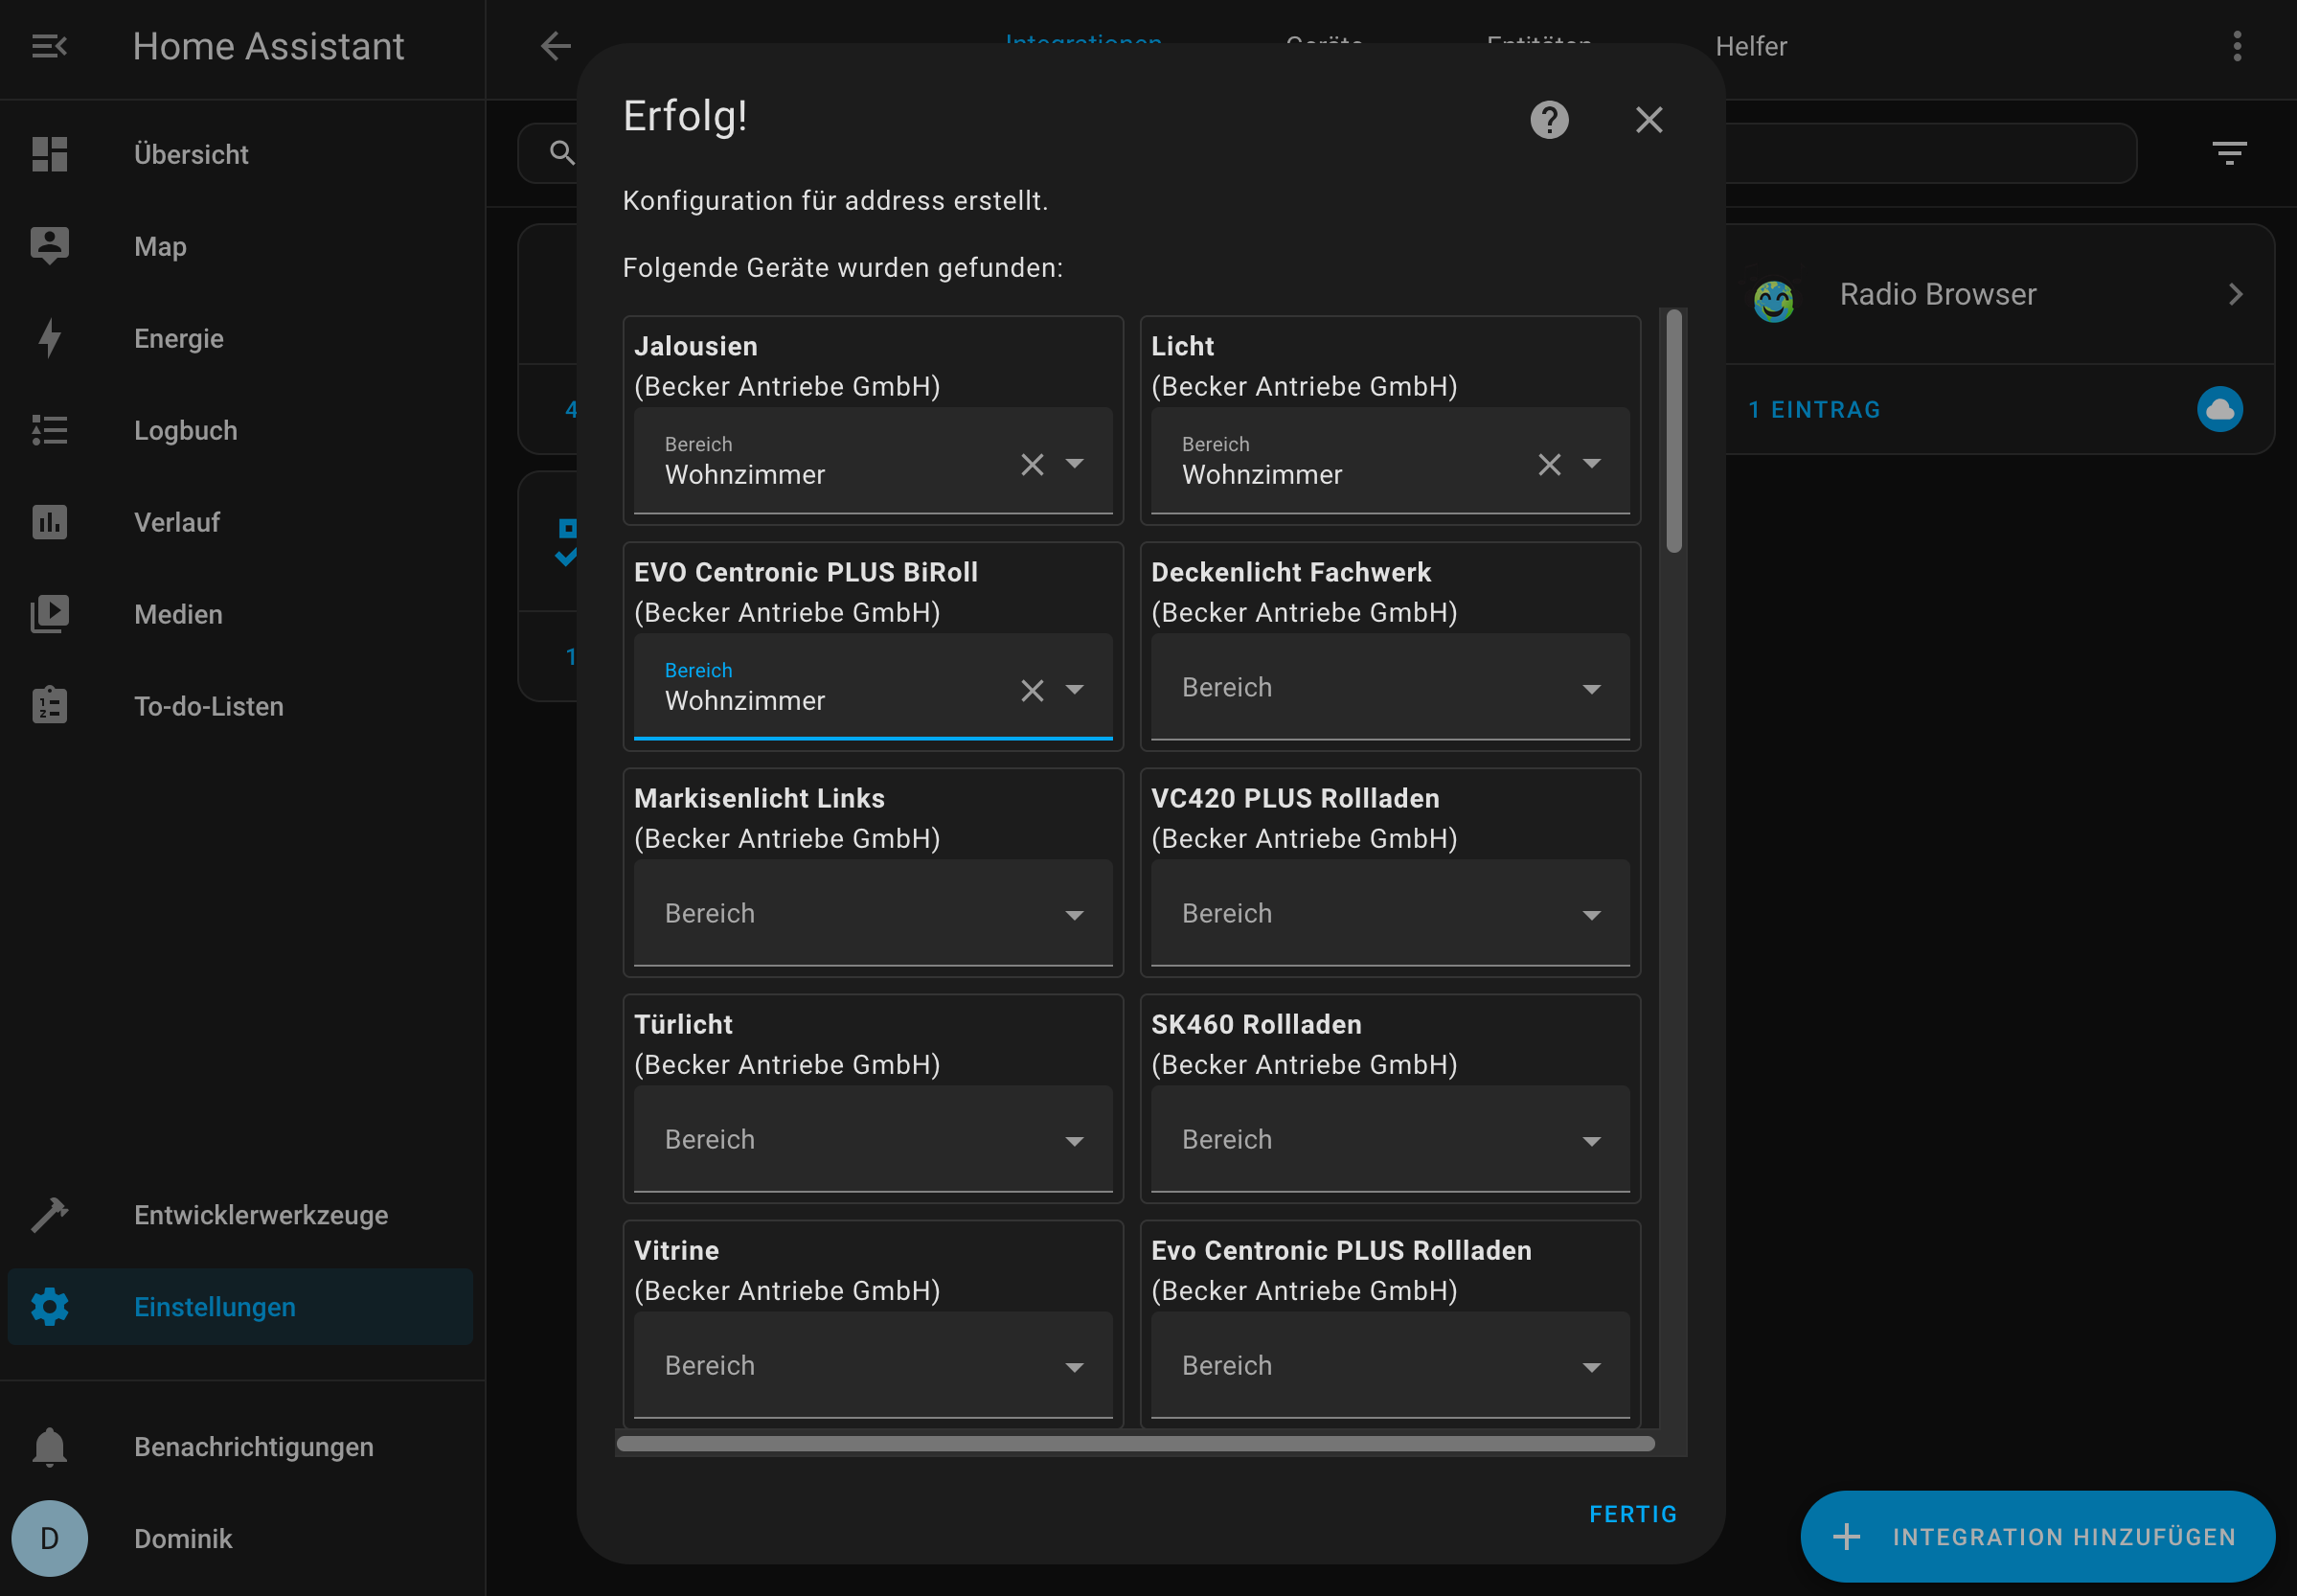 Home Assistant
Übersicht
Map
Energie
Logbuch
Verlauf
Medien
To-do-Listen
Entwicklerwerkzeuge
Einstellungen
Benachrichtigungen
D
Dominik
Integrationen
Geräte
Entitäten
Helfer
4
1
Erfolg!
Konfiguration für address erstellt.
Folgende Geräte wurden gefunden:
Jalousien
(Becker Antriebe GmbH)
Bereich
Wohnzimmer
Licht
(Becker Antriebe GmbH)
Bereich
Wohnzimmer
EVO Centronic PLUS BiRoll
(Becker Antriebe GmbH)
Bereich
Wohnzimmer
Deckenlicht Fachwerk
(Becker Antriebe GmbH)
Bereich
Markisenlicht Links
(Becker Antriebe GmbH)
Bereich
VC420 PLUS Rollladen
(Becker Antriebe GmbH)
Bereich
Türlicht
(Becker Antriebe GmbH)
Bereich
SK460 Rollladen
(Becker Antriebe GmbH)
Bereich
Vitrine
(Becker Antriebe GmbH)
Bereich
Evo Centronic PLUS Rollladen
(Becker Antriebe GmbH)
Bereich
FERTIG
Radio Browser
1 EINTRAG
INTEGRATION HINZUFÜGEN